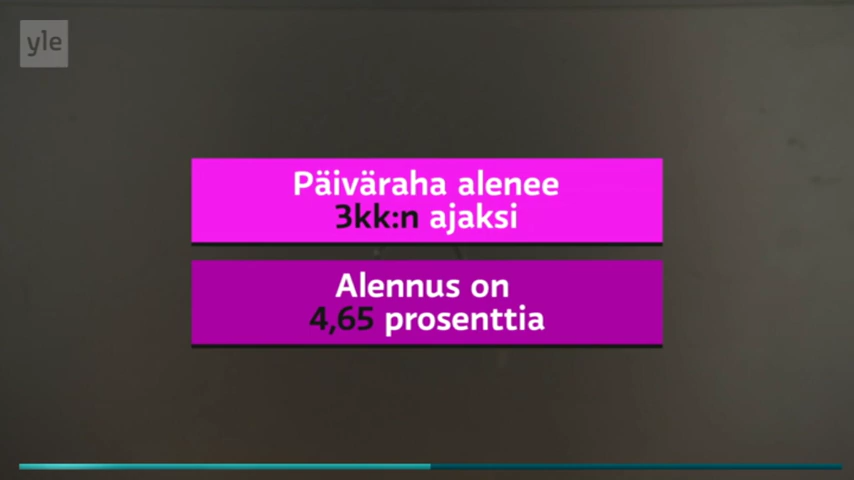 yle
Päiväraha alenee
3kk:n ajaksi
Alennus on
4,65 prosenttia